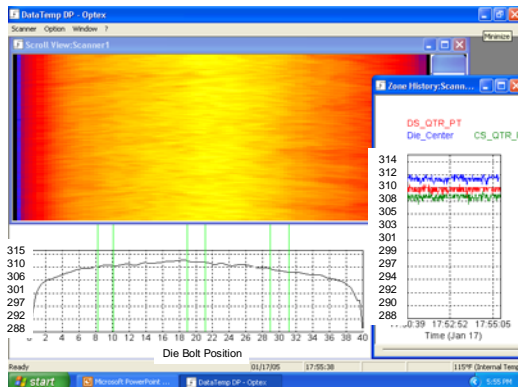 DataTemp DP - Optex
Scanner Option Window ?
Minimize
Scroll View:Scanner1
Zone History:Scann...
DS_QTR_PT
Die_Center CS_QTR_
314
312
310
308
305
303
301
299
297
295
292
290
288
:0:39 17:52:52 17:55:05
Time (Jan 17)
315
310
306
301
297
292
288
0 2 4 6 8 10 12 14 16 18 20 22 24 26 28 30 32 34 36 38 40
Die Bolt Position
Ready 01/17/05 17:55:38 115°F (Internal Temp
start Microsoft PowerPoint ... DataTemp DP - Optex 5:55 PM